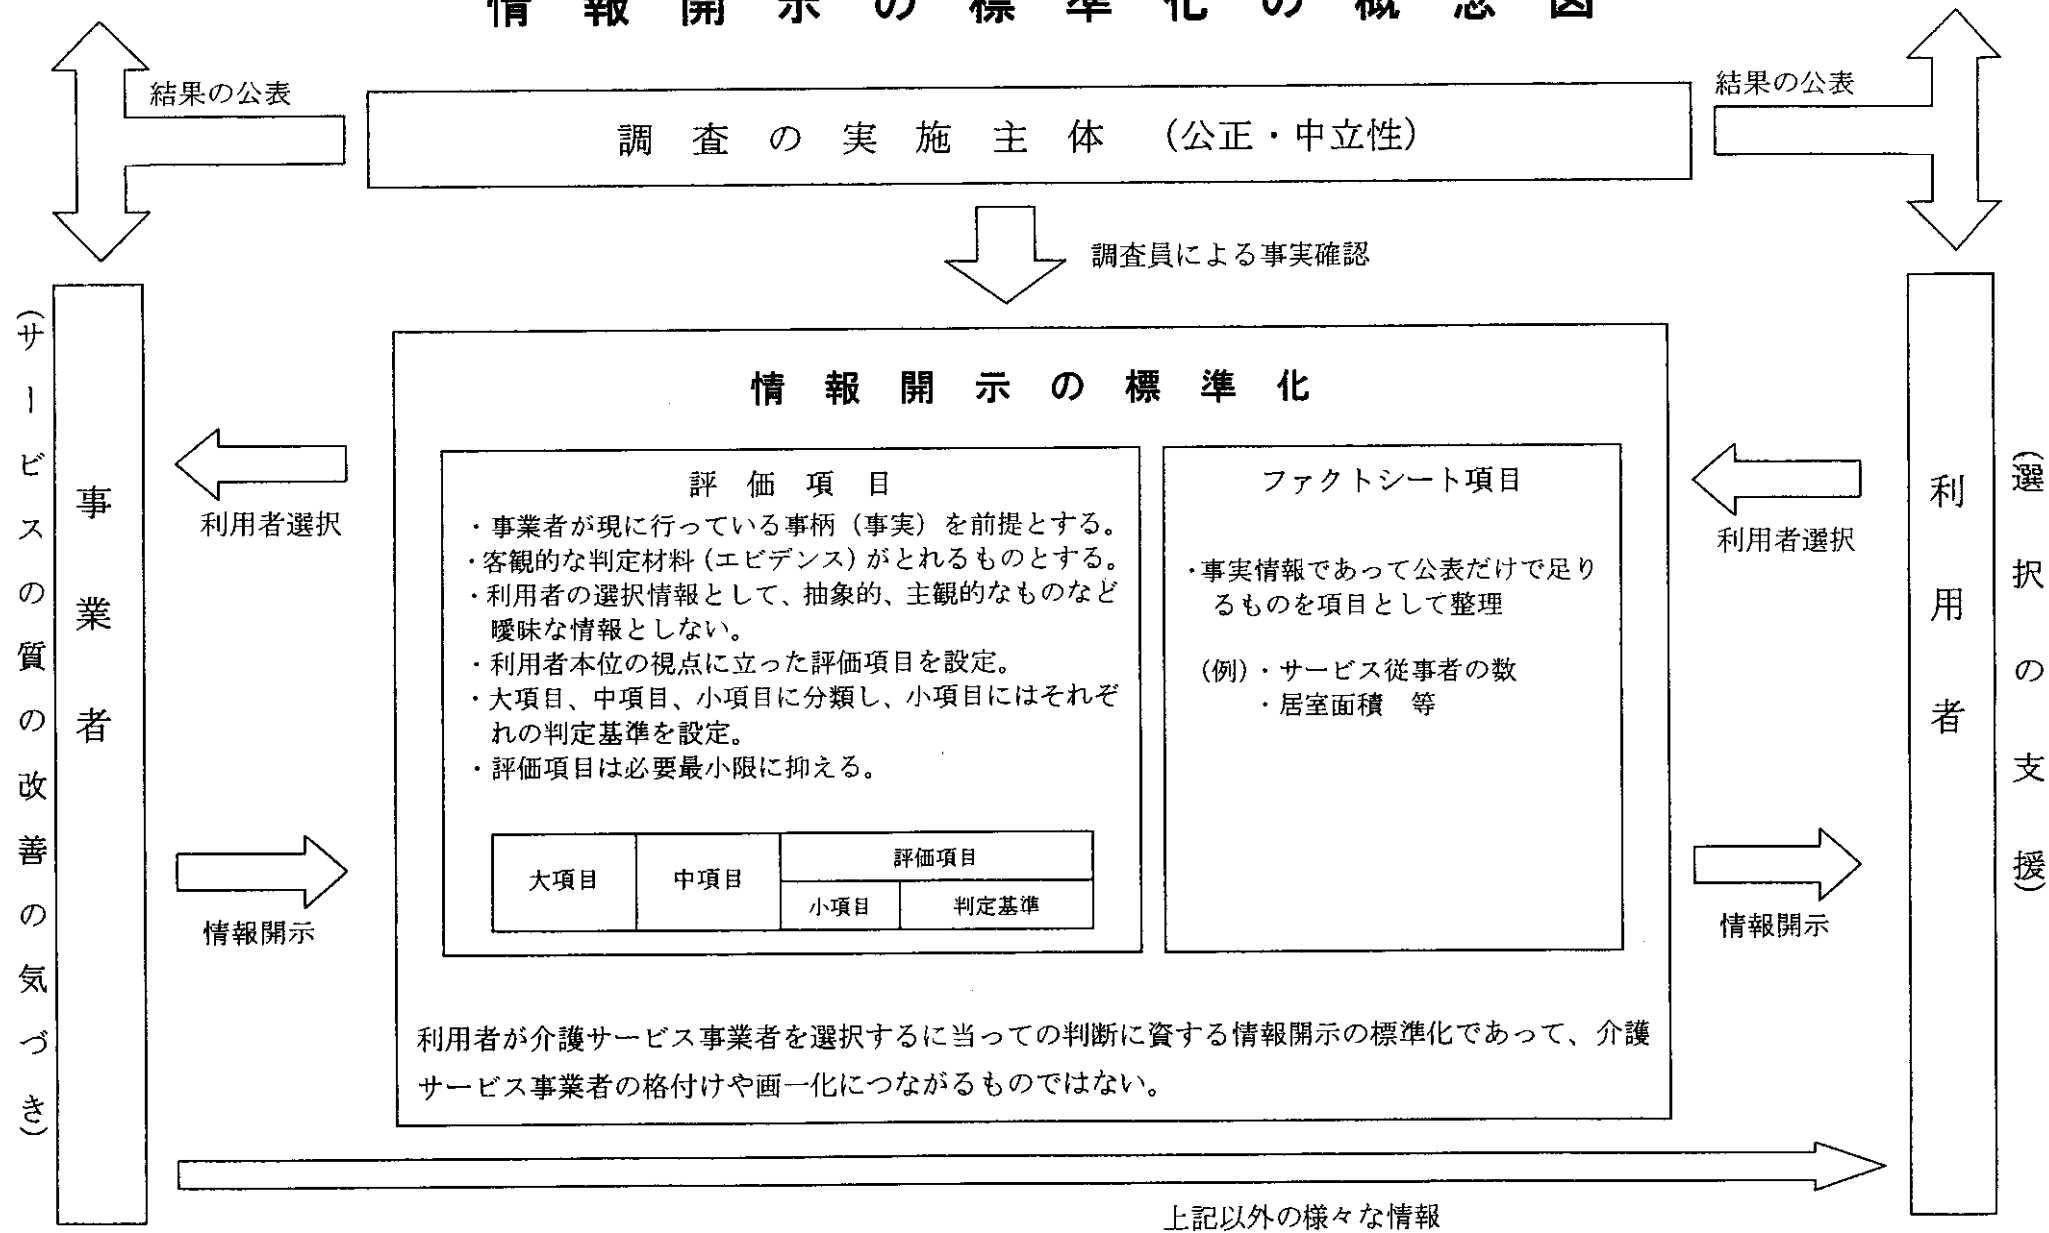 情報開示の標準化の概念図
結果の公表
調査の実施主体（公正・中立性）
結果の公表
調査員による事実確認
（サービスの質の改善の気づき）
事業者
利用者選択
情報開示
情報開示の標準化
評価項目
・事業者が現に行っている事柄（事実）を前提とする。
・客観的な判定材料（エビデンス）がとれるものとする。
・利用者の選択情報として、抽象的、主観的なものなど
曖昧な情報としない。
・利用者本位の視点に立った評価項目を設定。
・大項目、中項目、小項目に分類し、小項目にはそれぞ
れの判定基準を設定。
・評価項目は必要最小限に抑える。
大項目
中項目
評価項目
小項目
判定基準
ファクトシート項目
・事実情報であって公表だけで足り
るものを項目として整理
（例）・サービス従事者の数
・居室面積　等
利用者が介護サービス事業者を選択するに当っての判断に資する情報開示の標準化であって、介護
サービス事業者の格付けや画一化につながるものではない。
利用者選択
情報開示
利用者
（選択の支援）
上記以外の様々な情報